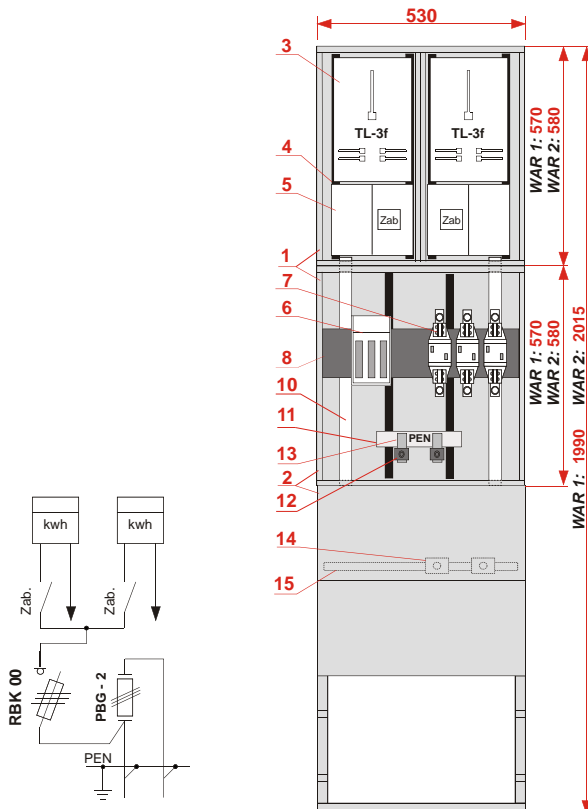 530
3
TL-3f
TL-3f
4
5
Zab
Zab
WAR 1: 570
WAR 2: 580
1
7
6
8
10
11
PEN
13
2
12
WAR 1: 570
WAR 2: 580
WAR 1: 1990 WAR 2: 2015
14
15
kwh
kwh
Zab.
Zab.
RBK 00
PBG - 2
PEN